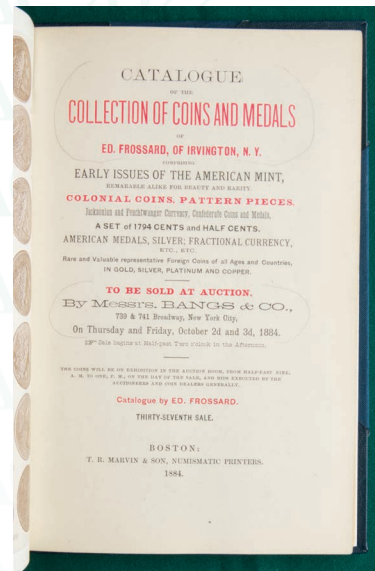 CATALOGUE
OF THE
COLLECTION OF COINS AND MEDALS
OF
ED. FROSSARD, OF IRVINGTON, N. Y.
COMPRISING
EARLY ISSUES OF THE AMERICAN MINT,
REMARKABLE ALIKE FOR BEAUTY AND RARITY.
COLONIAL COINS, PATTERN PIECES,
Jacksonian and Feuchtwanger Currency, Confederate Coins and Medals,
A SET of 1794 CENTS and HALF CENTS.
AMERICAN MEDALS, SILVER; FRACTIONAL CURRENCY,
ETC., ETC.
Rare and Valuable representative Foreign Coins of all Ages and Countries,
IN GOLD, SILVER, PLATINUM AND COPPER.
TO BE SOLD AT AUCTION,
By Messrs. BANGS & CO.,
739 & 741 Broadway, New York City,
On Thursday and Friday, October 2d and 3d, 1884.
Sale begins at Half-past Two o'clock in the Afternoon.
THE COINS WILL BE ON EXHIBITION IN THE AUCTION ROOM, FROM HALF-PAST NINE,
A. M. TO ONE, P. M., ON THE DAY OF THE SALE, AND BIDS EXECUTED BY THE
AUCTIONEERS AND COIN DEALERS GENERALLY.
Catalogue by ED. FROSSARD.
THIRTY-SEVENTH SALE.
BOSTON:
T. R. MARVIN & SON, NUMISMATIC PRINTERS.
1884.